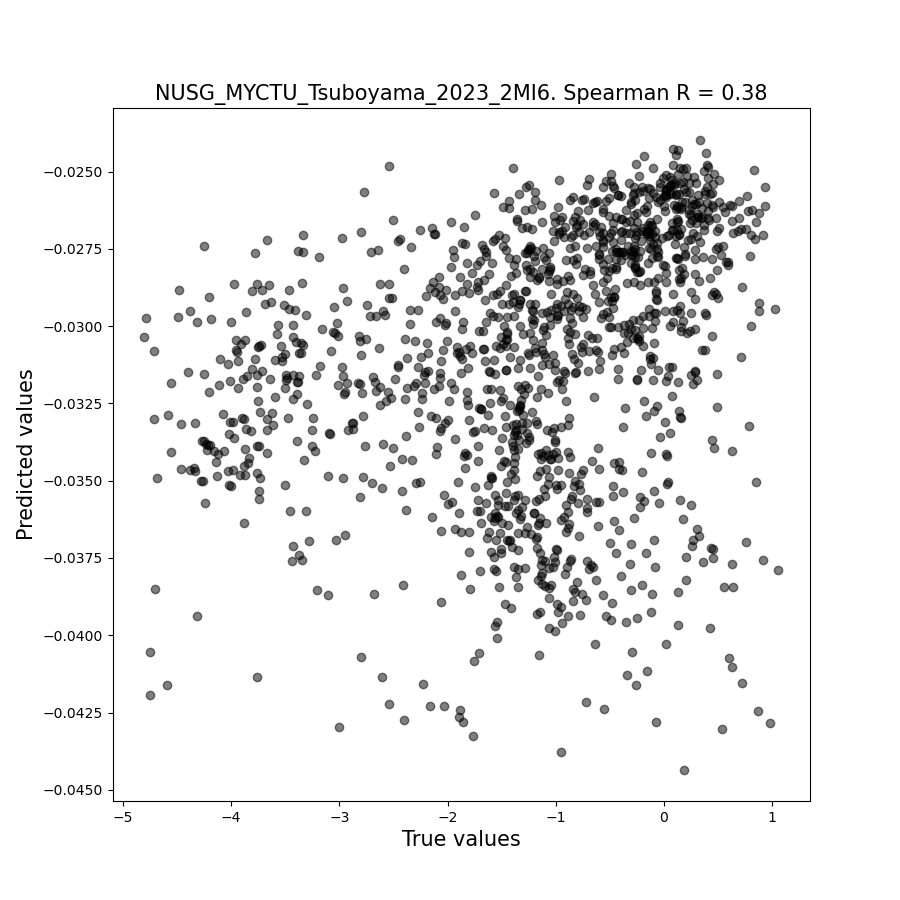 NUSG_MYCTU_Tsuboyama_2023_2MI6. Spearman R = 0.38
−0.0250
−0.0275
−0.0300
−0.0325
−0.0350
−0.0375
−0.0400
−0.0425
−0.0450
Predicted values
−5 −4 −3 −2 −1 0 1
True values